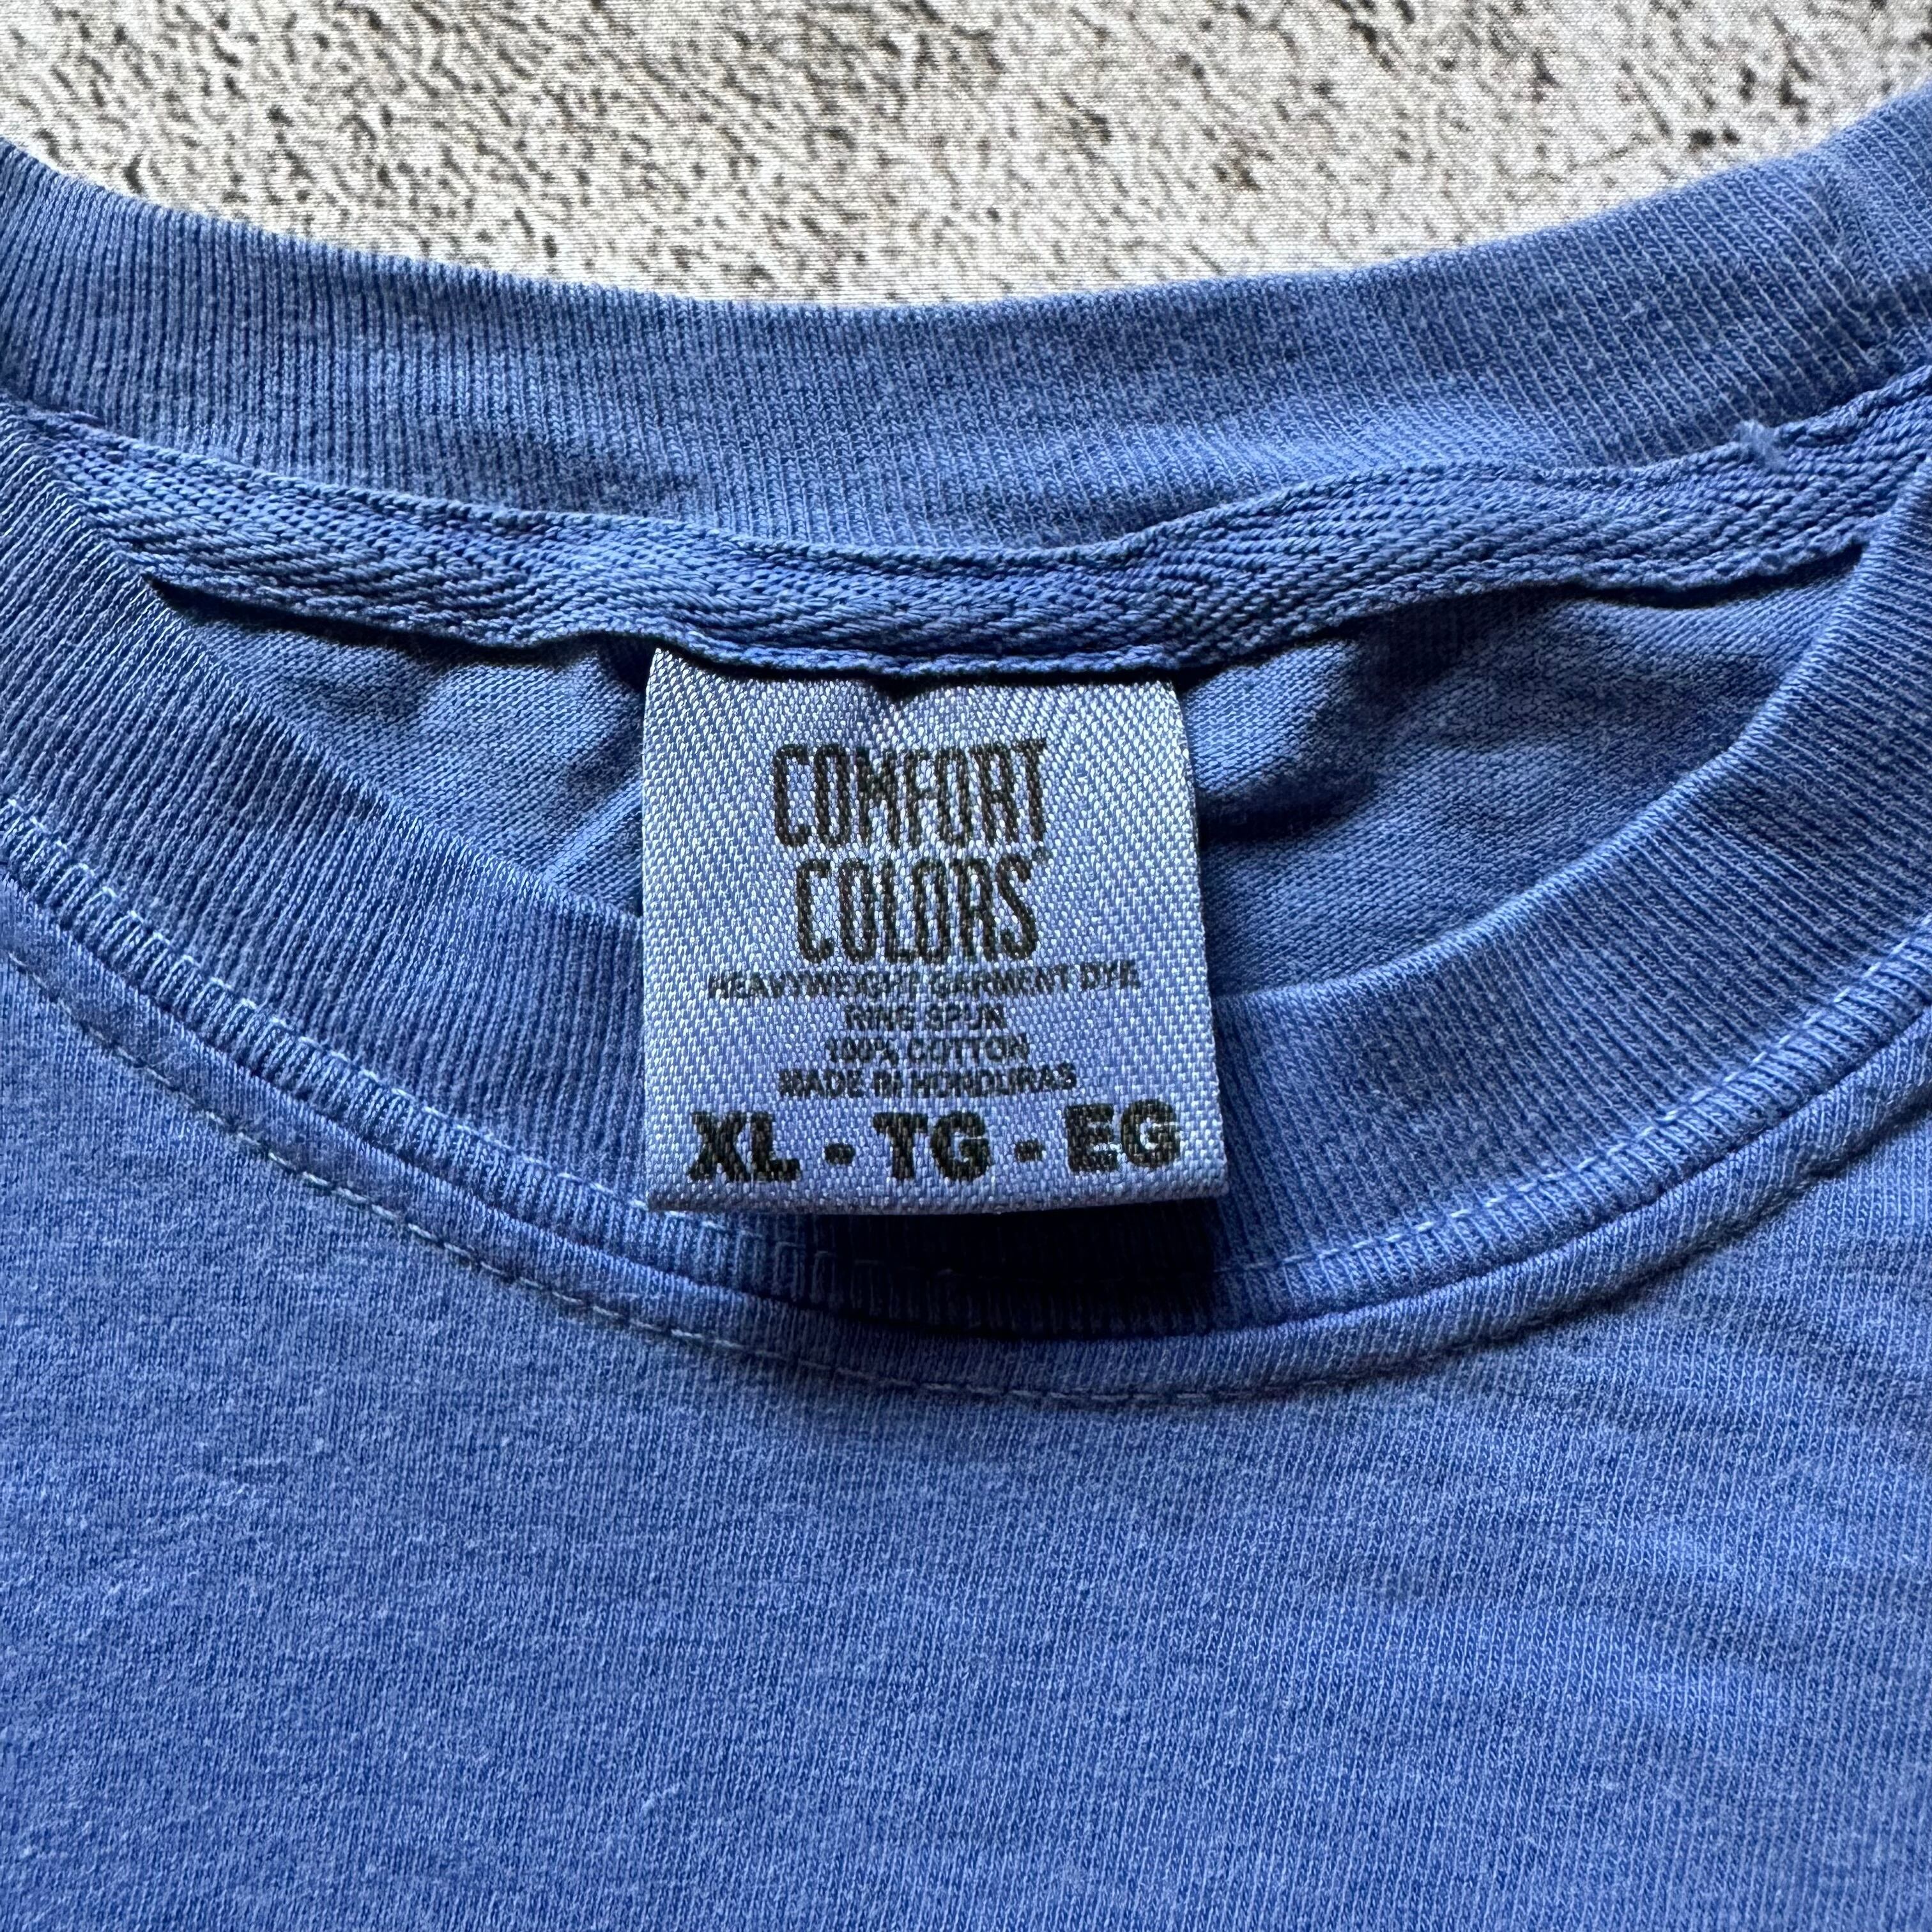 COMFORT
COLORS
HEAVYWEIGHT GARMENT DYE
RING SPUN
100% COTTON
MADE IN HONDURAS
XL - TG - EG